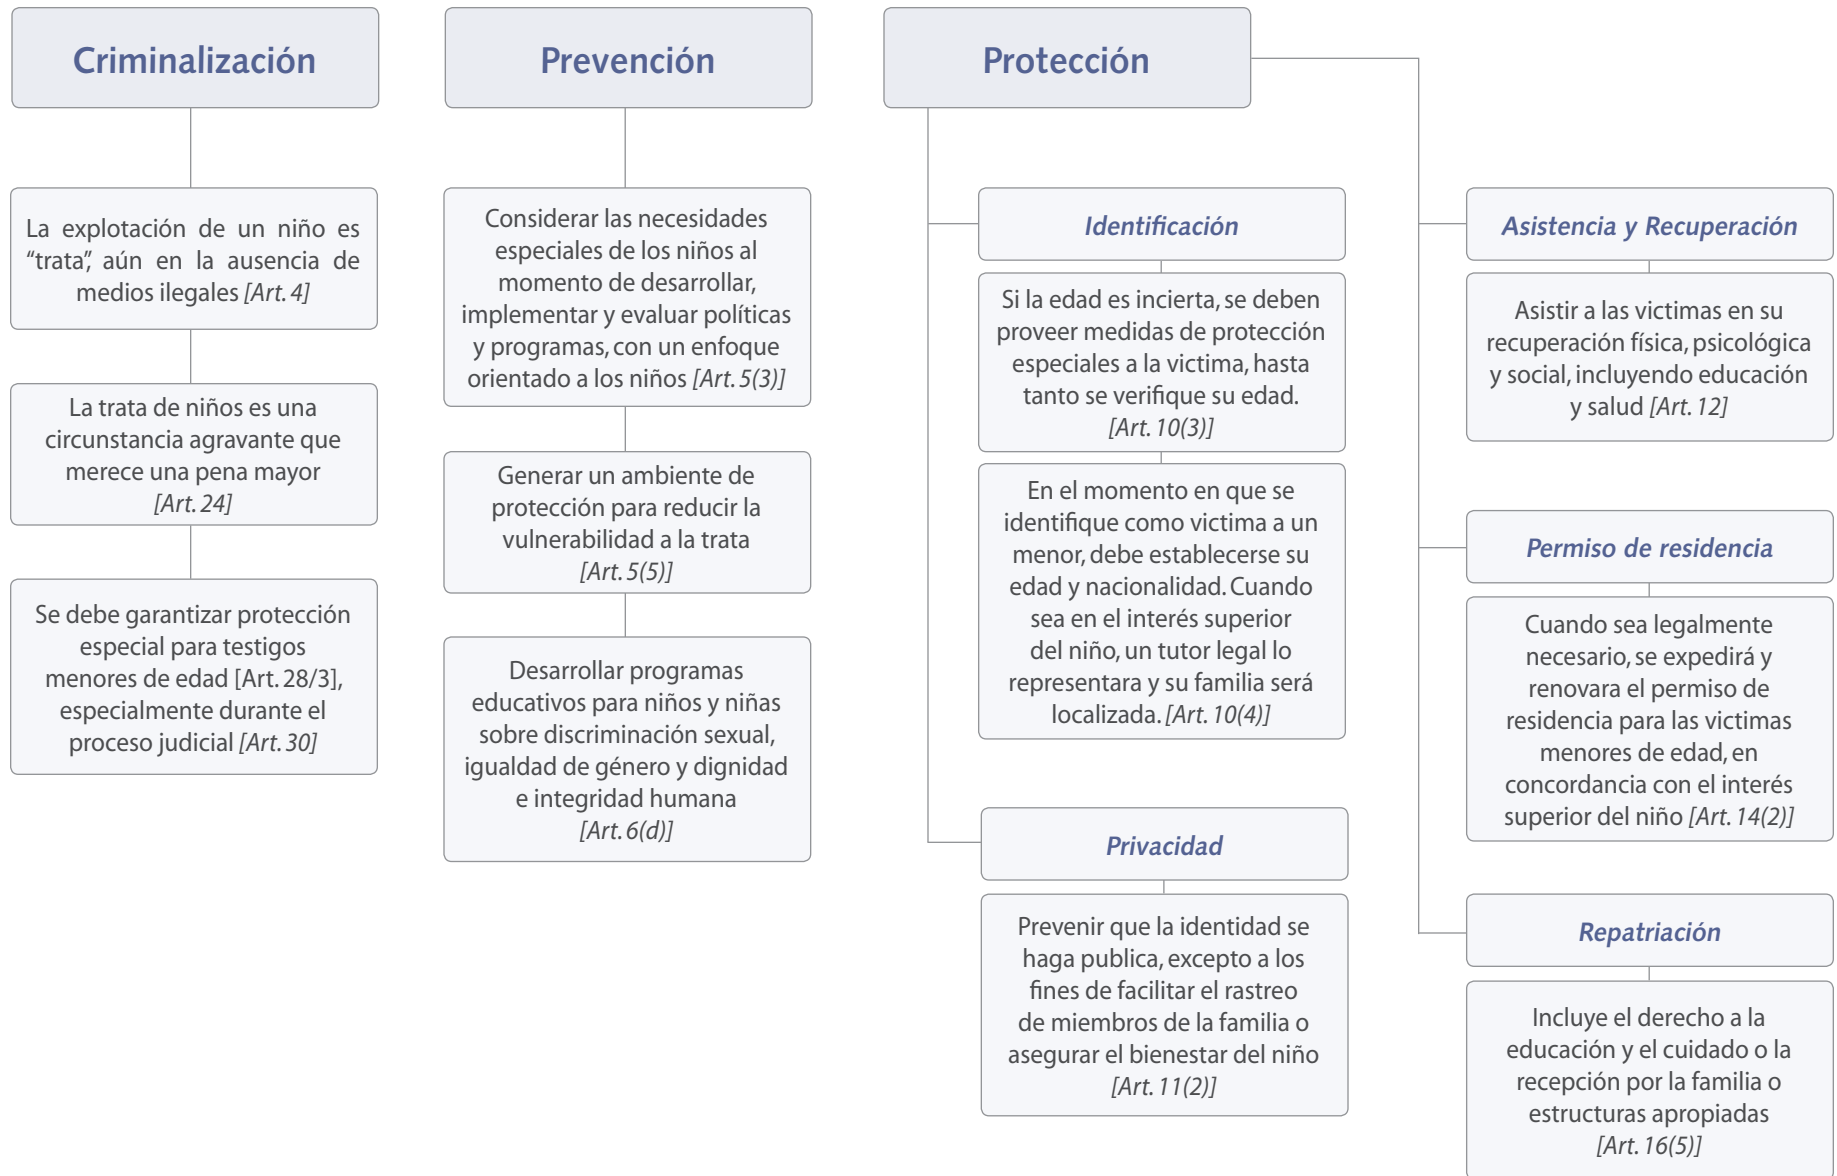 Criminalización
La explotación de un niño es
“trata”, aún en la ausencia de
medios ilegales [Art. 4]
La trata de niños es una
circunstancia agravante que
merece una pena mayor
[Art. 24]
Se debe garantizar protección
especial para testigos
menores de edad [Art. 28/3],
especialmente durante el
proceso judicial [Art. 30]
Prevención
Considerar las necesidades
especiales de los niños al
momento de desarrollar,
implementar y evaluar políticas
y programas, con un enfoque
orientado a los niños [Art. 5(3)]
Generar un ambiente de
protección para reducir la
vulnerabilidad a la trata
[Art. 5(5)]
Desarrollar programas
educativos para niños y niñas
sobre discriminación sexual,
igualdad de género y dignidad
e integridad humana
[Art. 6(d)]
Protección
Identificación
Si la edad es incierta, se deben
proveer medidas de protección
especiales a la victima, hasta
tanto se verifique su edad.
[Art. 10(3)]
En el momento en que se
identifique como victima a un
menor, debe establecerse su
edad y nacionalidad. Cuando
sea en el interés superior
del niño, un tutor legal lo
representara y su familia será
localizada. [Art. 10(4)]
Privacidad
Prevenir que la identidad se
haga publica, excepto a los
fines de facilitar el rastreo
de miembros de la familia o
asegurar el bienestar del niño
[Art. 11(2)]
Asistencia y Recuperación
Asistir a las victimas en su
recuperación física, psicológica
y social, incluyendo educación
y salud [Art. 12]
Permiso de residencia
Cuando sea legalmente
necesario, se expedirá y
renovara el permiso de
residencia para las victimas
menores de edad, en
concordancia con el interés
superior del niño [Art. 14(2)]
Repatriación
Incluye el derecho a la
educación y el cuidado o la
recepción por la familia o
estructuras apropiadas
[Art. 16(5)]